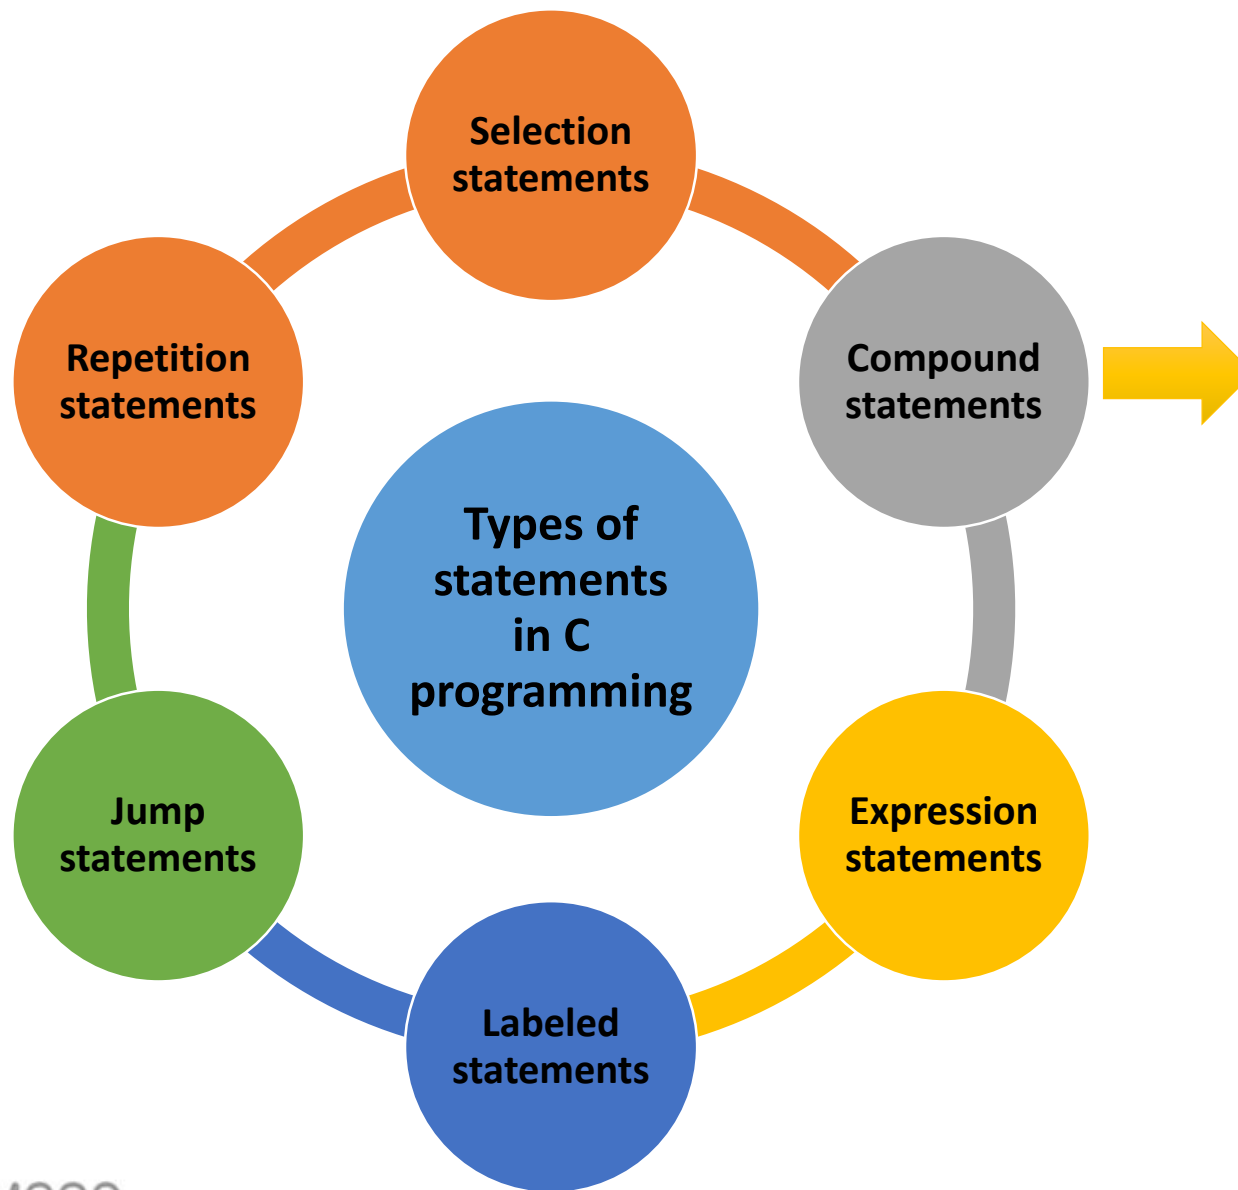 Selection
statements
Repetition
statements
Compound
statements
Types of
statements
in C
programming
Jump
statements
Expression
statements
Labeled
statements